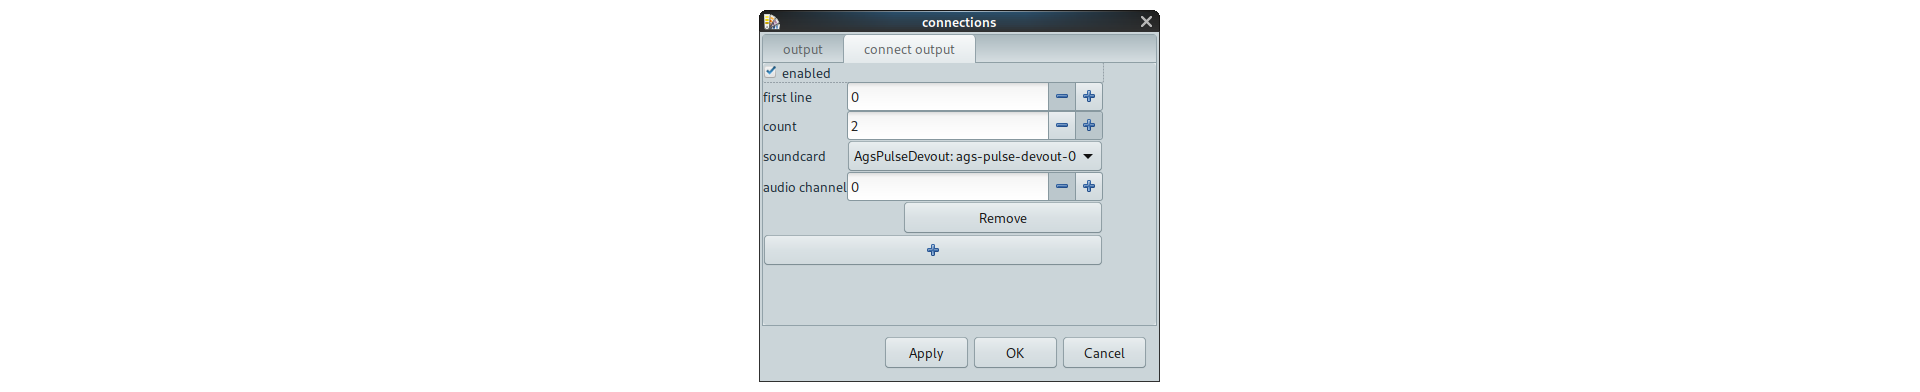 connections
output
connect output
enabled
first line 0
count 2
soundcard AgsPulseDevout: ags-pulse-devout-0
audio channel 0
Remove
Apply OK Cancel